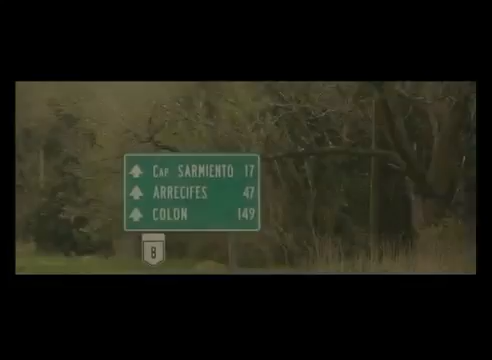 CAP. SARMIENTO 17
ARRECIFES 47
COLON 149
8